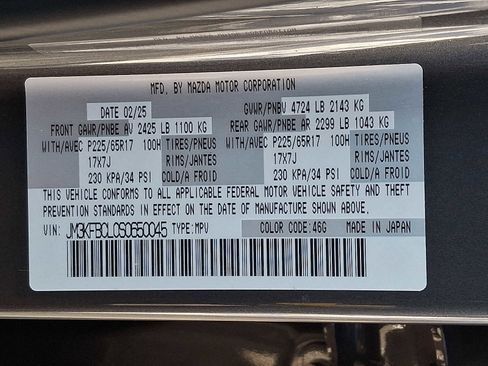 MFD. BY MAZDA MOTOR CORPORATION
DATE 02/25 GVWR/PNBV 4724 LB 2143 KG
FRONT GAWR/PNBE AV 2425 LB 1100 KG REAR GAWR/PNBE AR 2299 LB 1043 KG
WITH/AVEC P225/65R17 100H TIRES/PNEUS WITH/AVEC P225/65R17 100H TIRES/PNEUS
17X7J RIMS/JANTES 17X7J RIMS/JANTES
230 KPA/34 PSI COLD/A FROID 230 KPA/34 PSI COLD/A FROID
THIS VEHICLE CONFORMS TO ALL APPLICABLE FEDERAL MOTOR VEHICLE SAFETY AND THEFT
PREVENTION STANDARDS IN EFFECT ON THE DATE OF MANUFACTURE SHOWN ABOVE.
VIN: JM3KFBCL0S0650045 TYPE:MPV COLOR CODE:46G MADE IN JAPAN